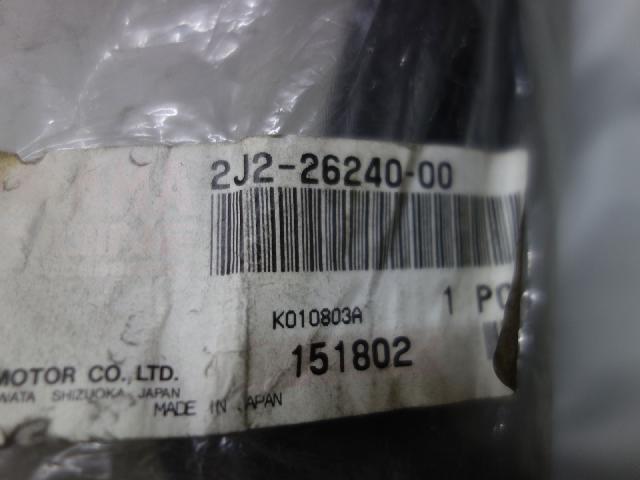 2J2-26240-00
1 PC
K010803A
151802
MOTOR CO., LTD.
WATA SHIZUOKA, JAPAN
MADE IN JAPAN